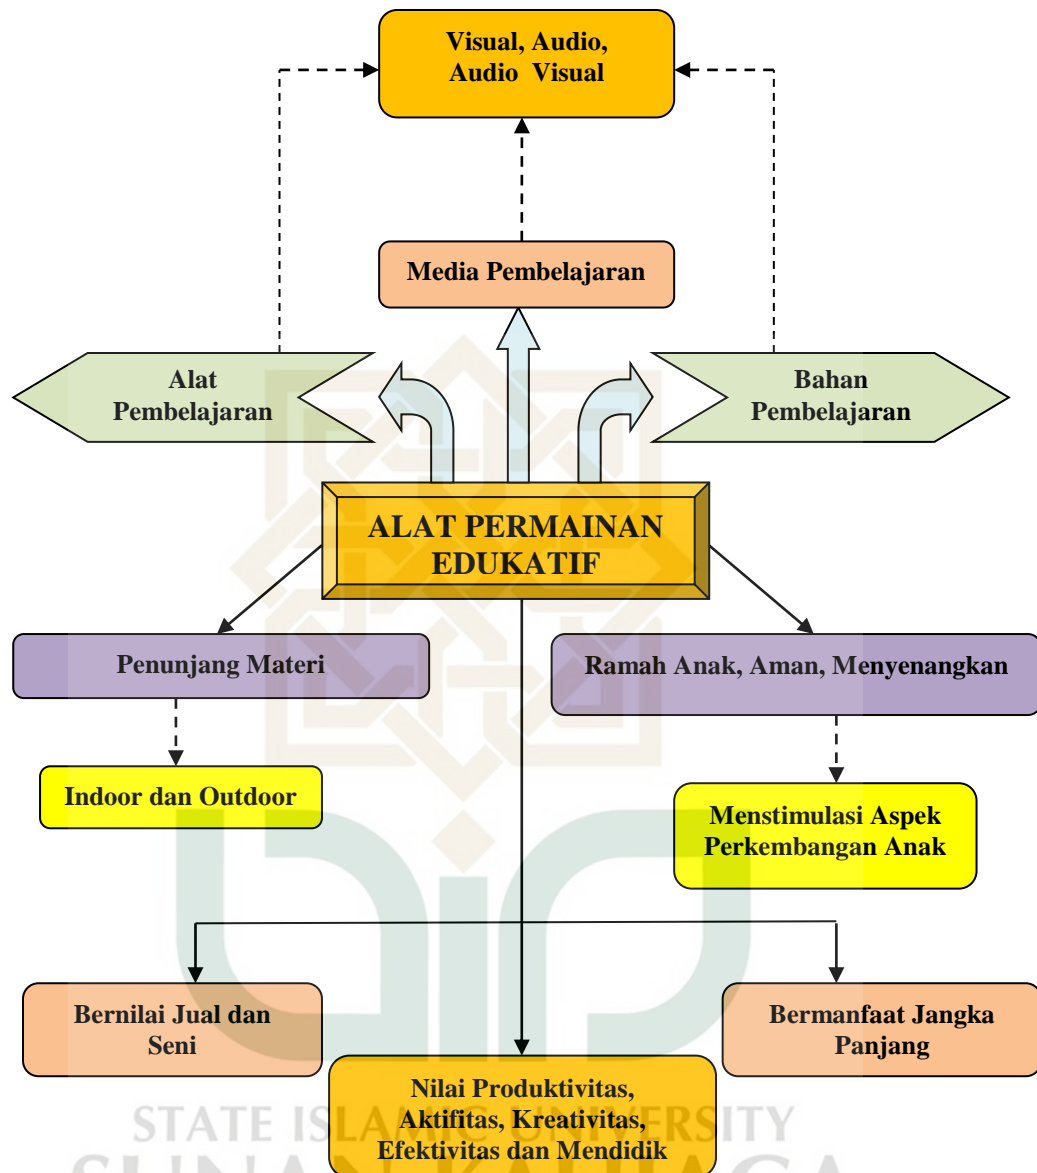 Visual, Audio,
Audio Visual
Media Pembelajaran
Alat
Pembelajaran
Bahan
Pembelajaran
ALAT PERMAINAN
EDUKATIF
Penunjang Materi
Ramah Anak, Aman, Menyenangkan
Indoor dan Outdoor
Menstimulasi Aspek
Perkembangan Anak
Bernilai Jual dan
Seni
Bermanfaat Jangka
Panjang
Nilai Produktivitas,
Aktifitas, Kreativitas,
Efektivitas dan Mendidik
STATE ISLAMIC UNIVERSITY
SUNAN KALIJAGA